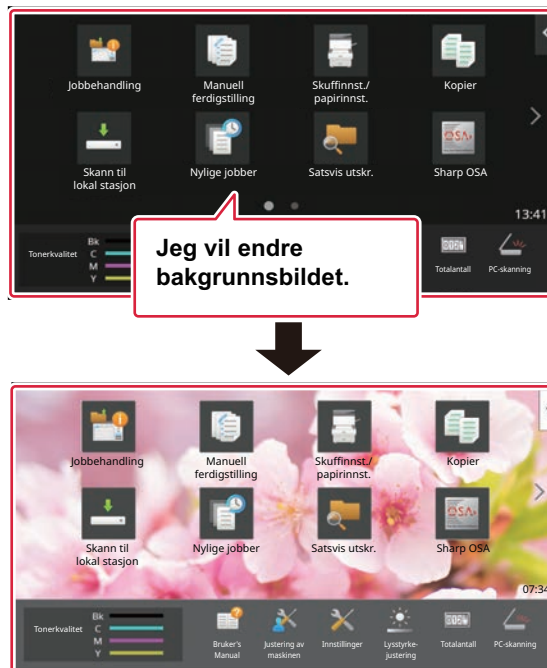 Jobbehandling
Manuell
ferdigstilling
Skuffinnst./
papirinnst.
Kopier
Skann til
lokal stasjon
Nylige jobber
Satsvis utskr.
Sharp OSA
OSA
13:41
Tonerkvalitet
Bk
C
M
Y
Totalantall
PC-skanning
Jeg vil endre
bakgrunnsbildet.
Jobbehandling
Manuell
ferdigstilling
Skuffinnst./
papirinnst.
Kopier
Skann til
lokal stasjon
Nylige jobber
Satsvis utskr.
Sharp OSA
OSA
07:34
Tonerkvalitet
Bk
C
M
Y
Bruker's
Manual
Justering av
maskinen
Innstillinger
Lysstyrke-
justering
Totalantall
PC-skanning